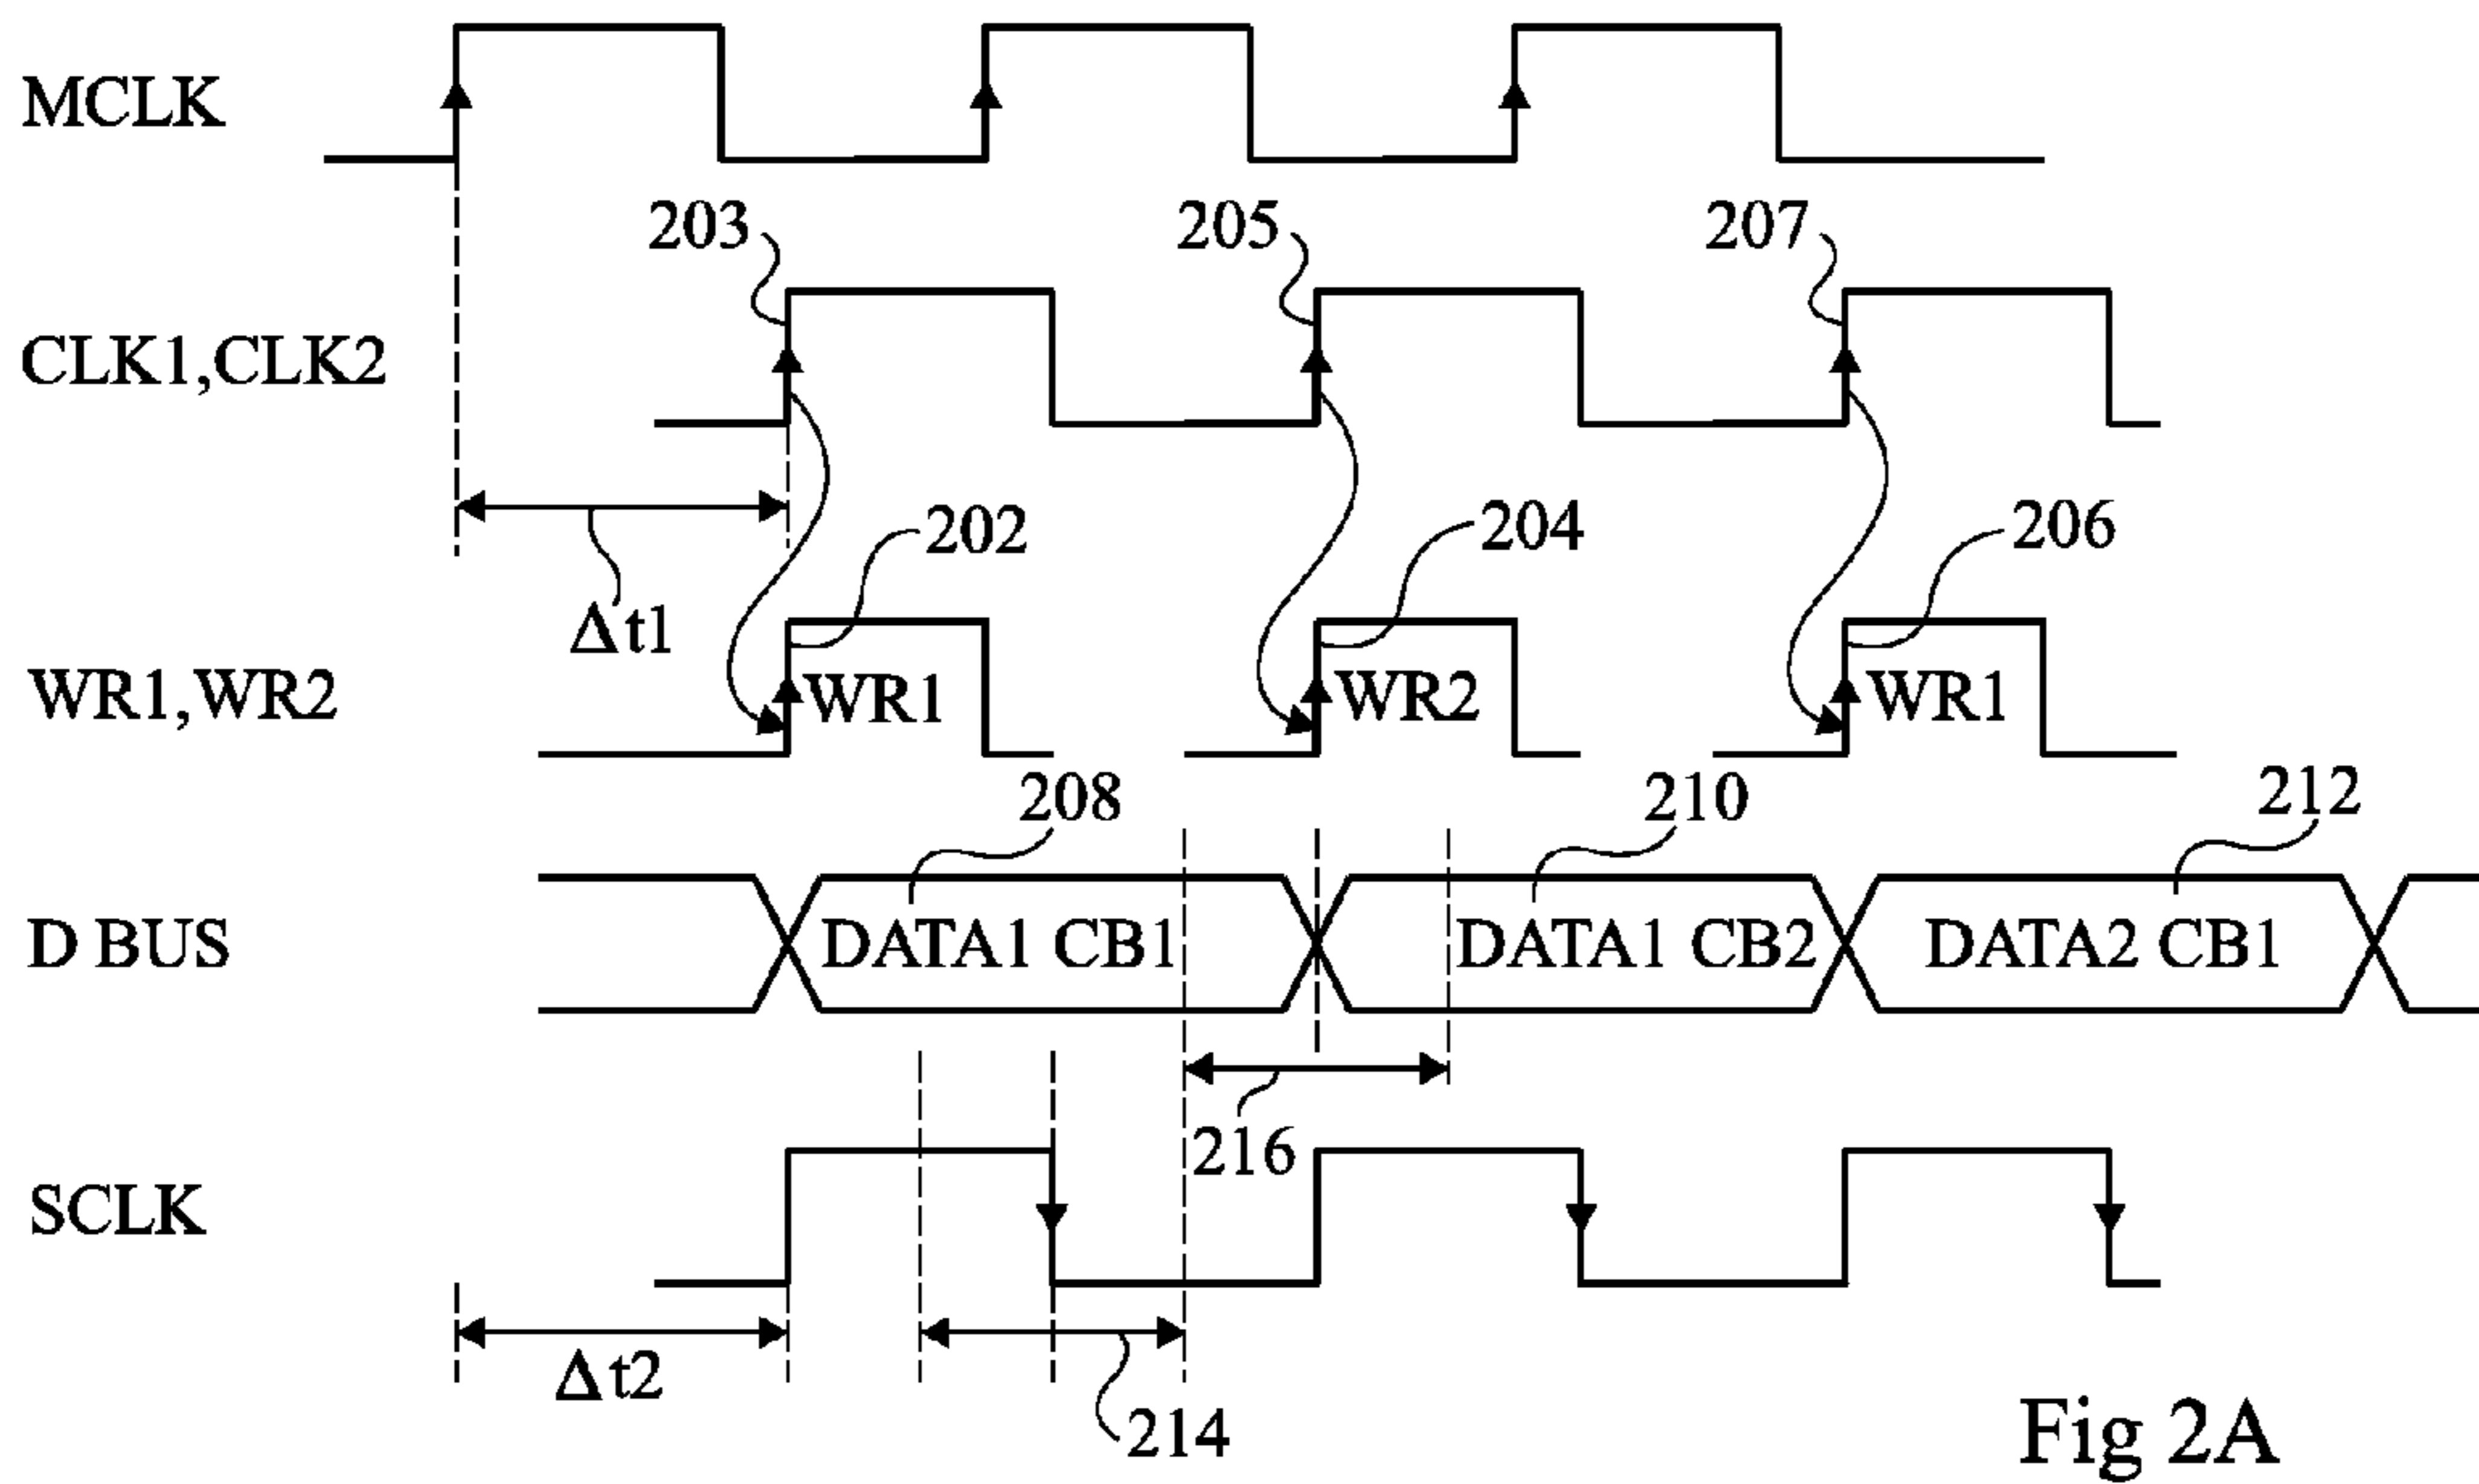 MCLK
203
205
207
CLK1,CLK2
202
204
206
Δt1
WR1,WR2
WR1
WR2
WR1
208
210
212
D BUS
DATA1 CB1
DATA1 CB2
DATA2 CB1
216
SCLK
Δt2
214
Fig 2A